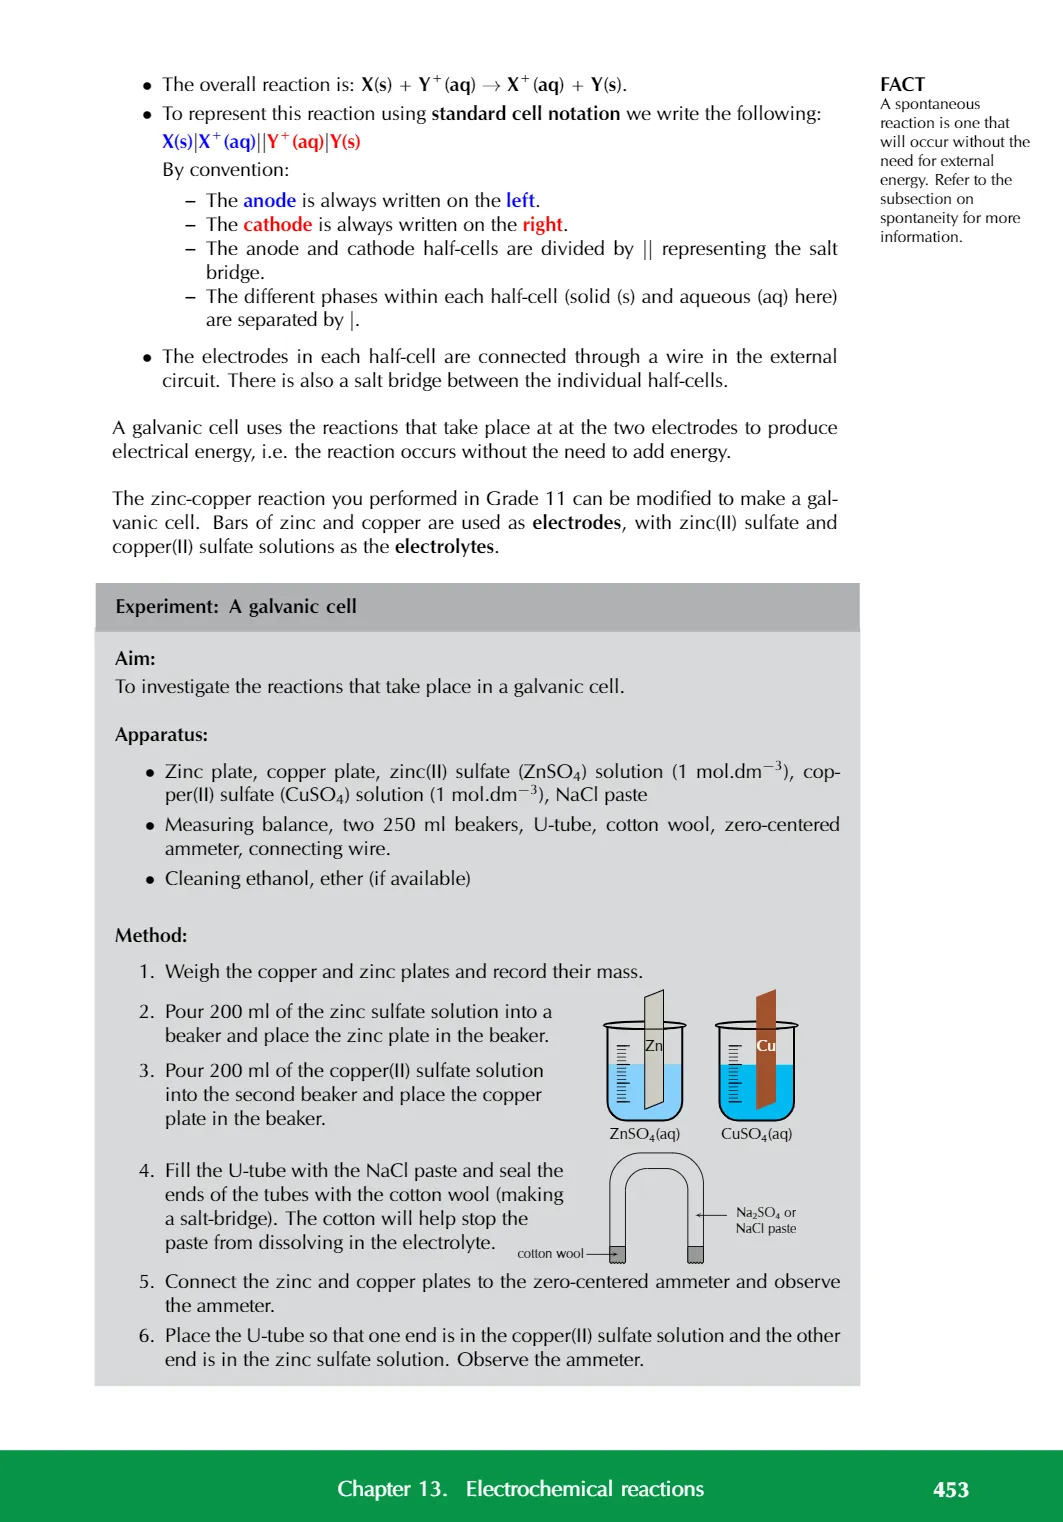 • The overall reaction is: X(s) + Y⁺(aq) → X⁺(aq) + Y(s).
• To represent this reaction using standard cell notation we write the following:
X(s)|X⁺(aq)||Y⁺(aq)|Y(s)
By convention:
– The anode is always written on the left.
– The cathode is always written on the right.
– The anode and cathode half-cells are divided by || representing the salt
bridge.
– The different phases within each half-cell (solid (s) and aqueous (aq) here)
are separated by |.
• The electrodes in each half-cell are connected through a wire in the external
circuit. There is also a salt bridge between the individual half-cells.
FACT
A spontaneous
reaction is one that
will occur without the
need for external
energy. Refer to the
subsection on
spontaneity for more
information.
A galvanic cell uses the reactions that take place at at the two electrodes to produce
electrical energy, i.e. the reaction occurs without the need to add energy.
The zinc-copper reaction you performed in Grade 11 can be modified to make a gal-
vanic cell. Bars of zinc and copper are used as electrodes, with zinc(II) sulfate and
copper(II) sulfate solutions as the electrolytes.
Experiment: A galvanic cell
Aim:
To investigate the reactions that take place in a galvanic cell.
Apparatus:
• Zinc plate, copper plate, zinc(II) sulfate (ZnSO₄) solution (1 mol.dm⁻³), cop-
per(II) sulfate (CuSO₄) solution (1 mol.dm⁻³), NaCl paste
• Measuring balance, two 250 ml beakers, U-tube, cotton wool, zero-centered
ammeter, connecting wire.
• Cleaning ethanol, ether (if available)
Method:
1. Weigh the copper and zinc plates and record their mass.
2. Pour 200 ml of the zinc sulfate solution into a
beaker and place the zinc plate in the beaker.
3. Pour 200 ml of the copper(II) sulfate solution
into the second beaker and place the copper
plate in the beaker.
Zn
Cu
ZnSO₄(aq)
CuSO₄(aq)
4. Fill the U-tube with the NaCl paste and seal the
ends of the tubes with the cotton wool (making
a salt-bridge). The cotton will help stop the
paste from dissolving in the electrolyte.
Na₂SO₄ or
NaCl paste
cotton wool
5. Connect the zinc and copper plates to the zero-centered ammeter and observe
the ammeter.
6. Place the U-tube so that one end is in the copper(II) sulfate solution and the other
end is in the zinc sulfate solution. Observe the ammeter.
Chapter 13. Electrochemical reactions
453